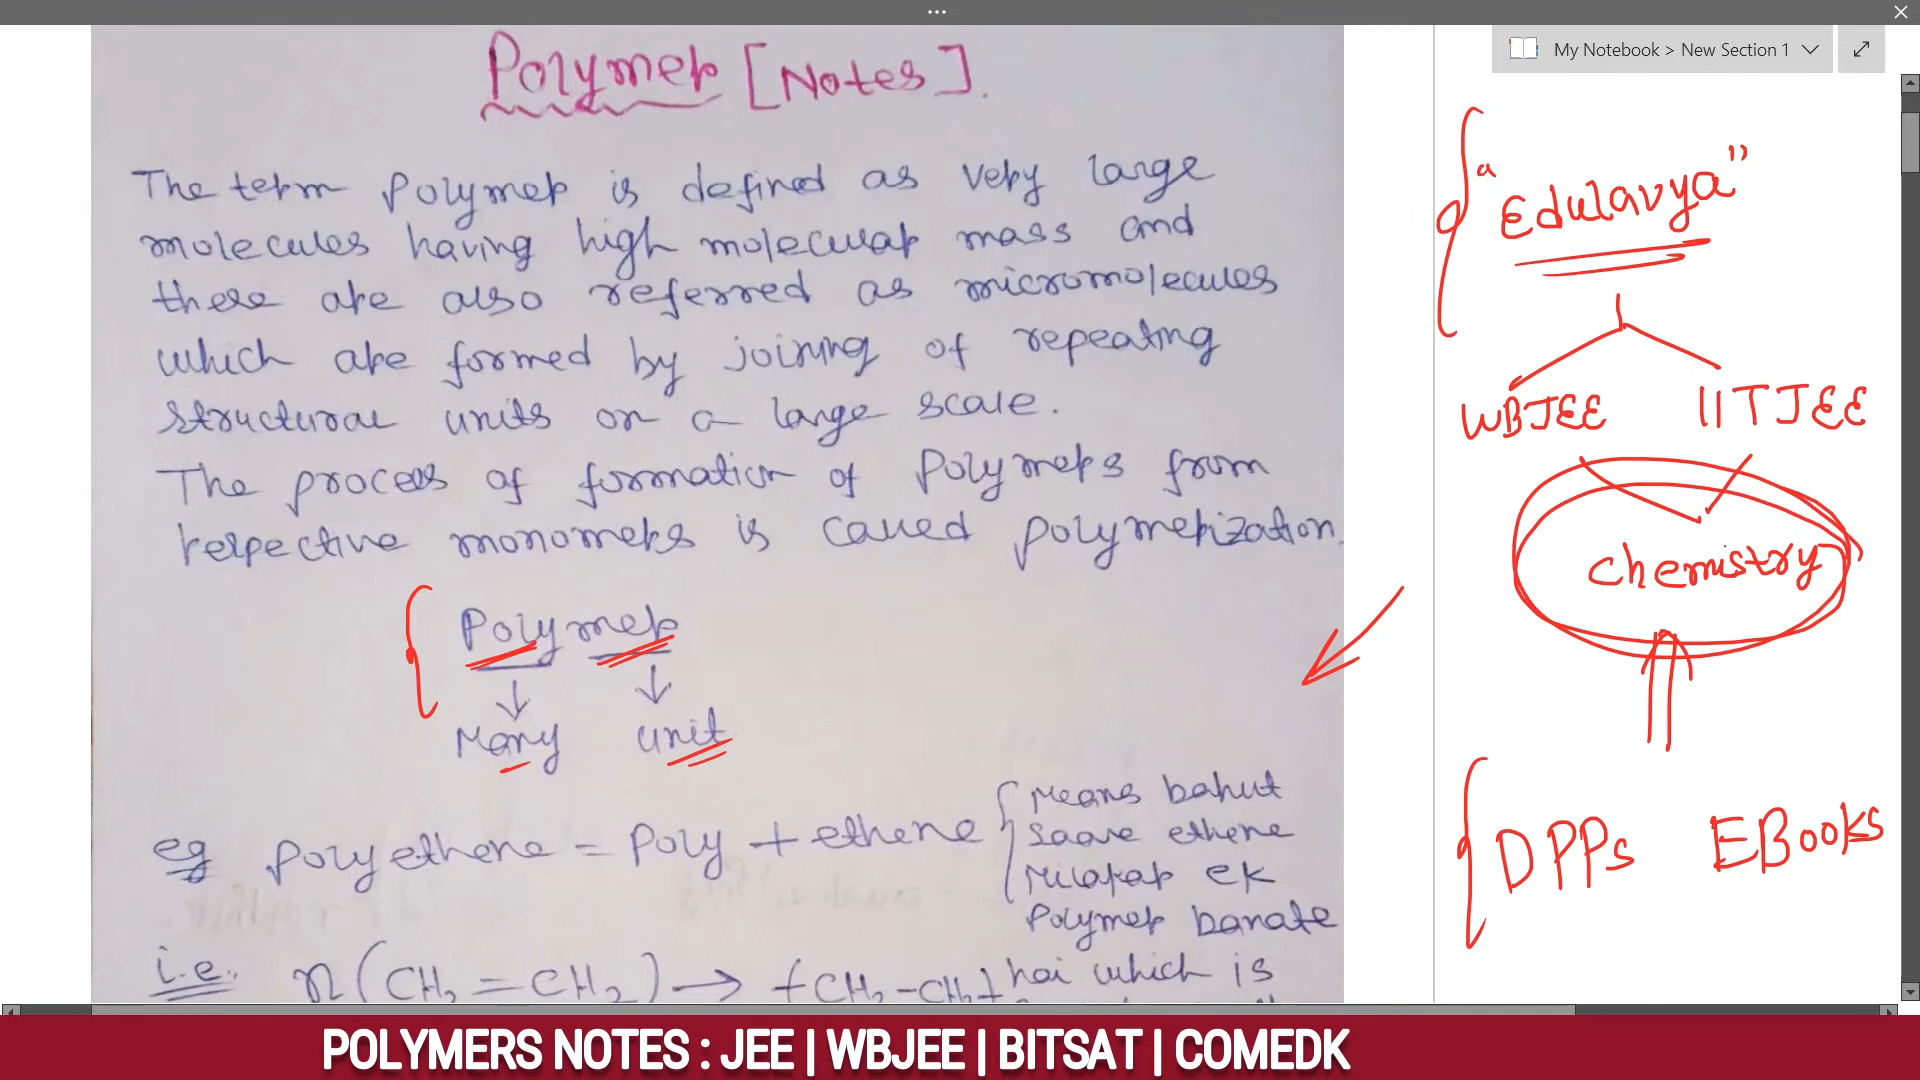 My Notebook > New Section 1
Polymer [Notes].
The term polymer is defined as very large
molecules having high molecular mass and
these are also referred as micromolecules
which are formed by joining of repeating
structural units on a large scale.
The process of formation of polymers from
respective monomers is called polymerization.
Polymer
Many unit
eg polyethene = Poly + ethene
Means bahut
saare ethene
milakar ek
polymer banate
hai which is
i.e. n(CH2=CH2) → (CH2-CH2)
"Edulavya"
WBJEE IITJEE
Chemistry
DPPs EBooks
POLYMERS NOTES : JEE | WBJEE | BITSAT | COMEDK